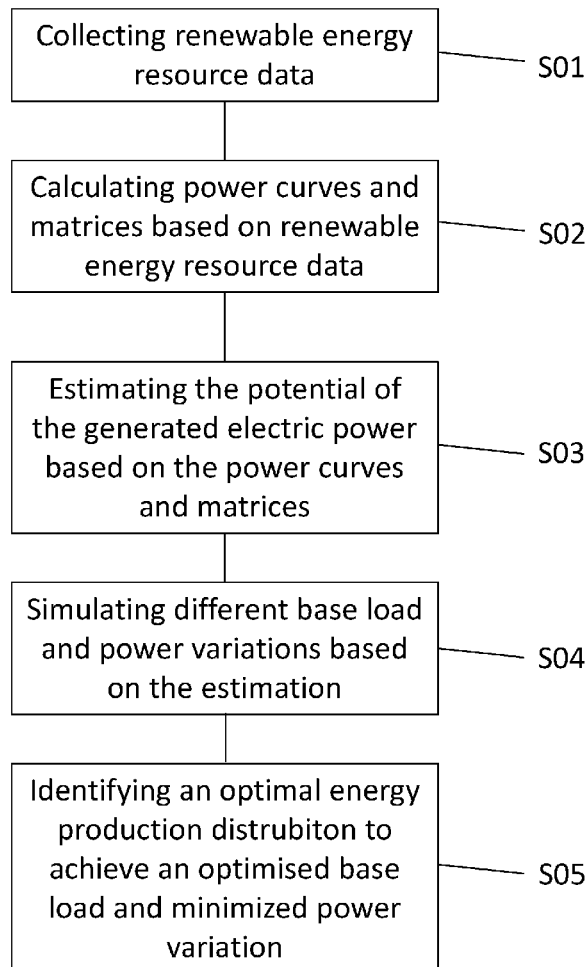 Collecting renewable energy
resource data
S01
Calculating power curves and
matrices based on renewable
energy resource data
S02
Estimating the potential of
the generated electric power
based on the power curves
and matrices
S03
Simulating different base load
and power variations based
on the estimation
S04
Identifying an optimal energy
production distrubiton to
achieve an optimised base
load and minimized power
variation
S05